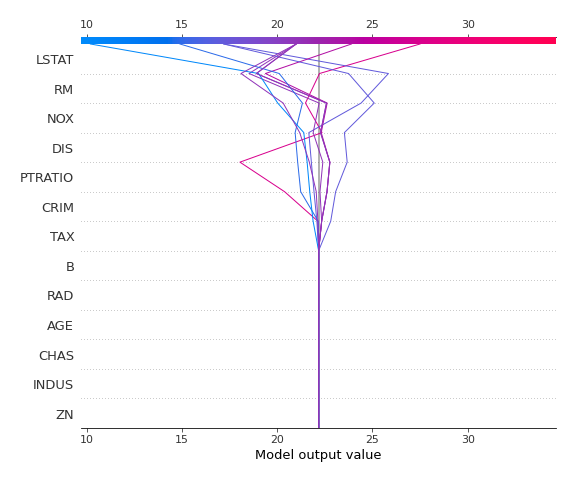 10 15 20 25 30
LSTAT
RM
NOX
DIS
PTRATIO
CRIM
TAX
B
RAD
AGE
CHAS
INDUS
ZN
10 15 20 25 30
Model output value